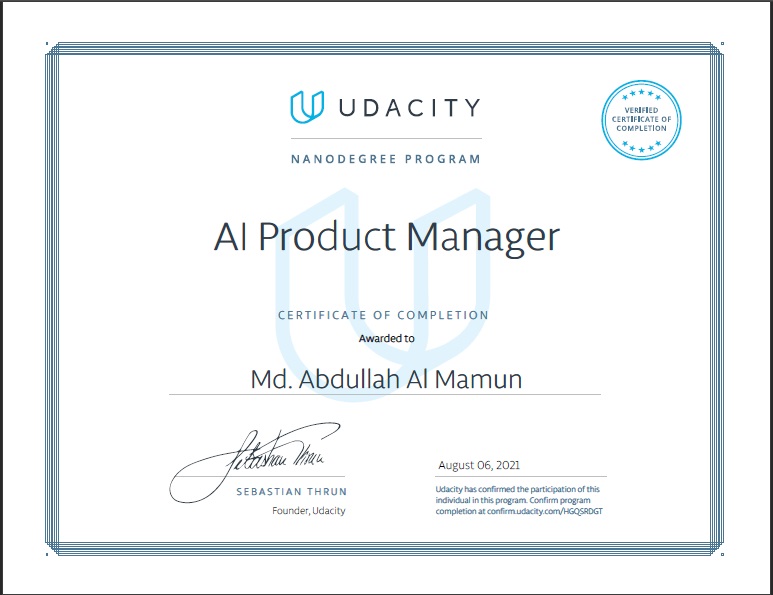 UDACITY
VERIFIED
CERTIFICATE OF
COMPLETION
NANODEGREE PROGRAM
AI Product Manager
CERTIFICATE OF COMPLETION
Awarded to
Md. Abdullah Al Mamun
Sebastian Thrun
SEBASTIAN THRUN
Founder, Udacity
August 06, 2021
Udacity has confirmed the participation of this
individual in this program. Confirm program
completion at confirm.udacity.com/HGQSRDGT